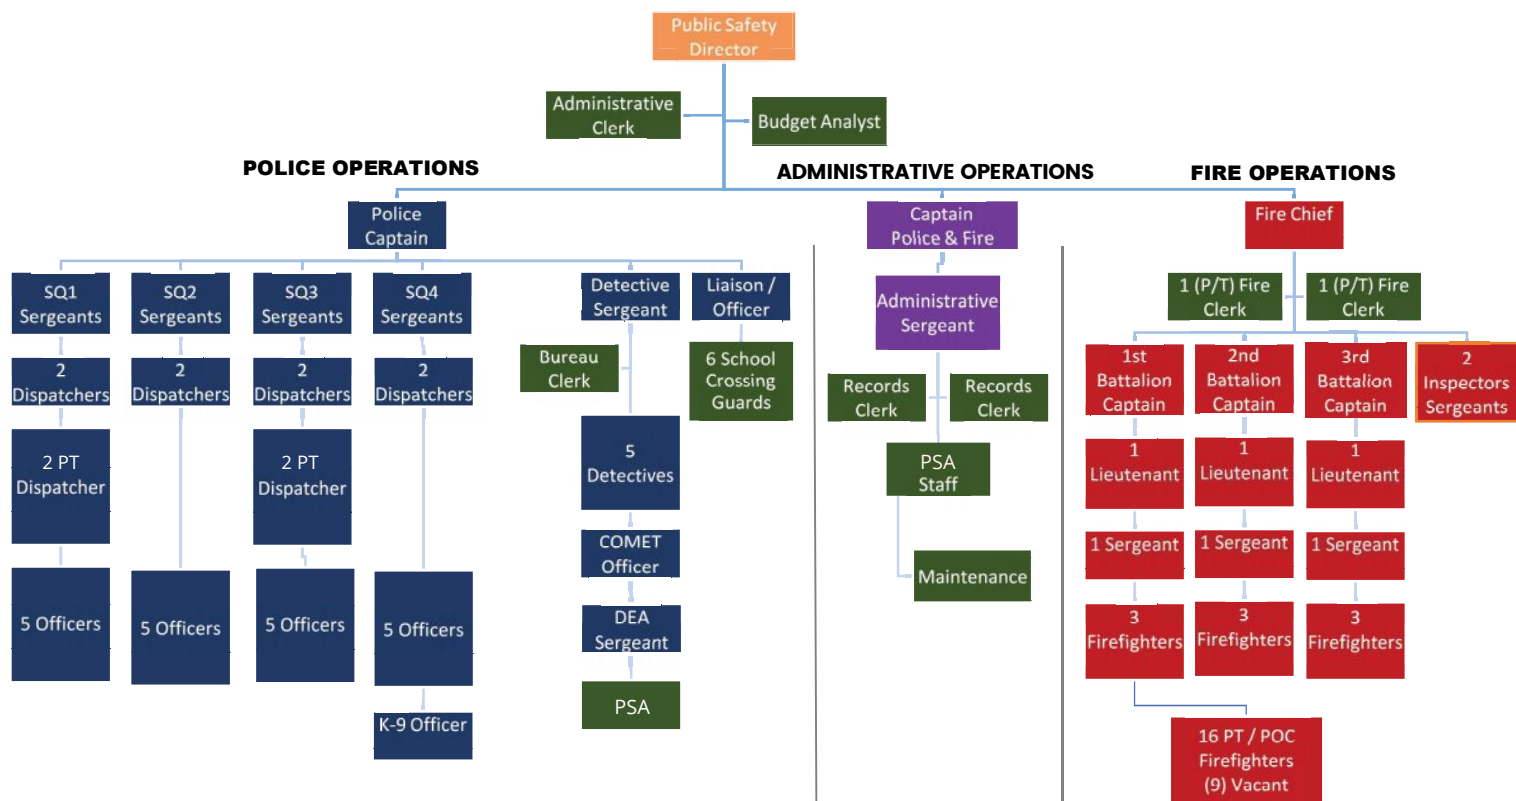 Public Safety
Director
Administrative
Clerk
Budget Analyst
POLICE OPERATIONS
ADMINISTRATIVE OPERATIONS
FIRE OPERATIONS
Police
Captain
Captain
Police & Fire
Fire Chief
SQ1
Sergeants
SQ2
Sergeants
SQ3
Sergeants
SQ4
Sergeants
Detective
Sergeant
Liaison /
Officer
Administrative
Sergeant
1 (P/T) Fire
Clerk
1 (P/T) Fire
Clerk
2
Dispatchers
2
Dispatchers
2
Dispatchers
2
Dispatchers
Bureau
Clerk
6 School
Crossing
Guards
Records
Clerk
Records
Clerk
1st
Battalion
Captain
2nd
Battalion
Captain
3rd
Battalion
Captain
2
Inspectors
Sergeants
2 PT
Dispatcher
2 PT
Dispatcher
5
Detectives
PSA
Staff
1
Lieutenant
1
Lieutenant
1
Lieutenant
COMET
Officer
Maintenance
1 Sergeant
1 Sergeant
1 Sergeant
5 Officers
5 Officers
5 Officers
5 Officers
DEA
Sergeant
3
Firefighters
3
Firefighters
3
Firefighters
K-9 Officer
PSA
16 PT / POC
Firefighters
(9) Vacant